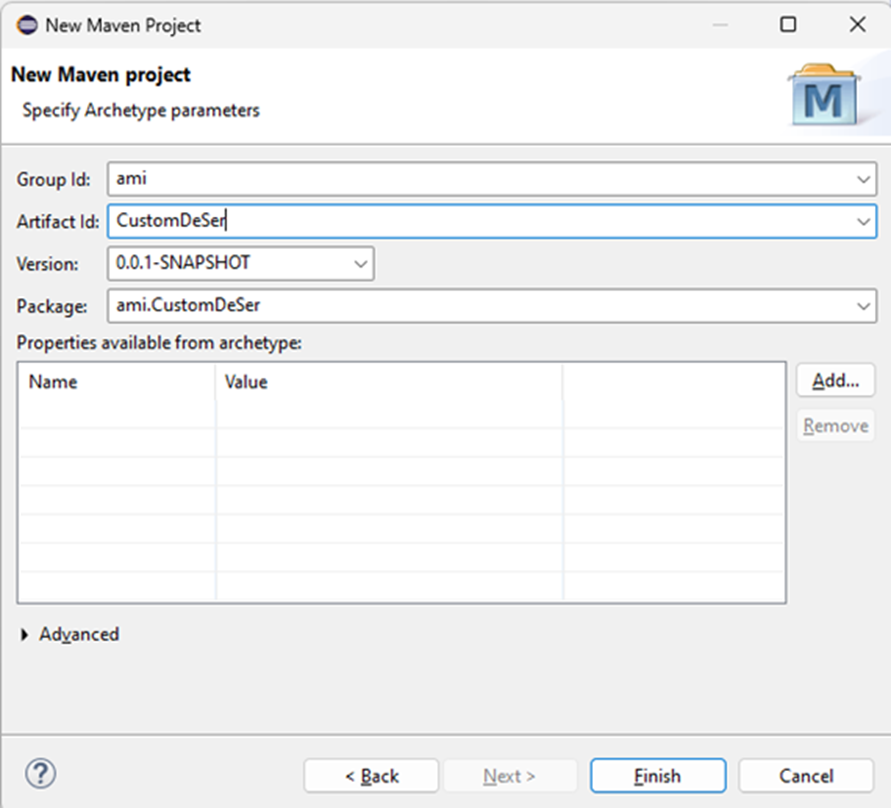 New Maven Project
New Maven project
Specify Archetype parameters
M
Group Id: ami
Artifact Id: CustomDeSer
Version: 0.0.1-SNAPSHOT
Package: ami.CustomDeSer
Properties available from archetype:
Name Value
Add...
Remove
Advanced
? < Back Next > Finish Cancel